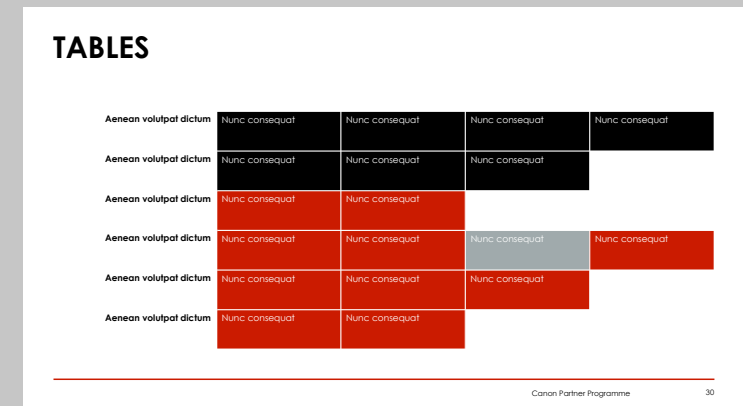 TABLES
Aenean volutpat dictum Nunc consequat Nunc consequat Nunc consequat Nunc consequat
Aenean volutpat dictum Nunc consequat Nunc consequat Nunc consequat
Aenean volutpat dictum Nunc consequat Nunc consequat
Aenean volutpat dictum Nunc consequat Nunc consequat Nunc consequat Nunc consequat
Aenean volutpat dictum Nunc consequat Nunc consequat Nunc consequat
Aenean volutpat dictum Nunc consequat Nunc consequat
Canon Partner Programme 30